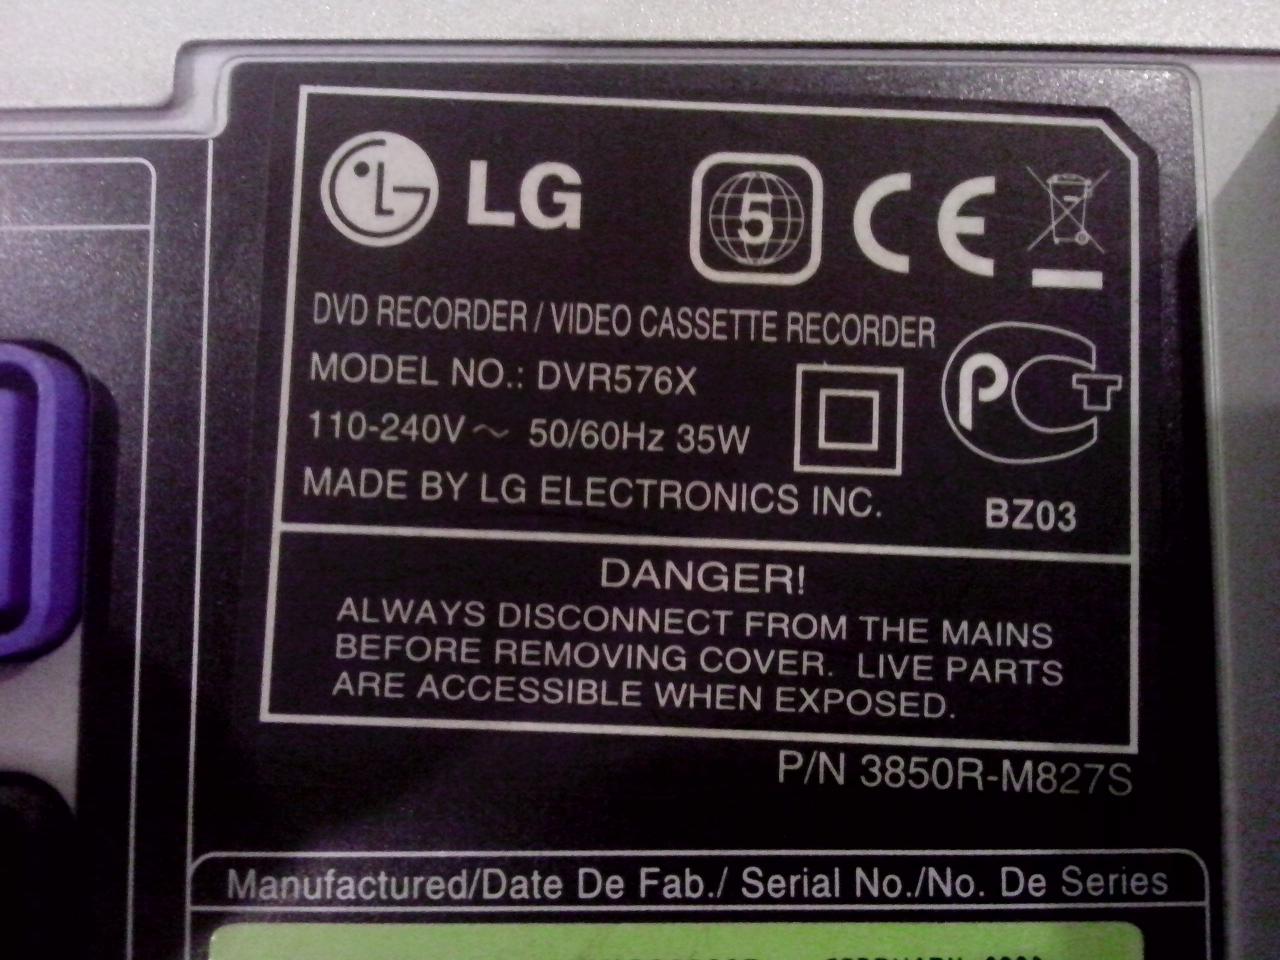 LG
5 CE
DVD RECORDER / VIDEO CASSETTE RECORDER
MODEL NO.: DVR576X
110-240V ~ 50/60Hz 35W
MADE BY LG ELECTRONICS INC.
BZ03
DANGER!
ALWAYS DISCONNECT FROM THE MAINS
BEFORE REMOVING COVER. LIVE PARTS
ARE ACCESSIBLE WHEN EXPOSED.
P/N 3850R-M827S
Manufactured/Date De Fab./ Serial No./No. De Series
FEBRUARY